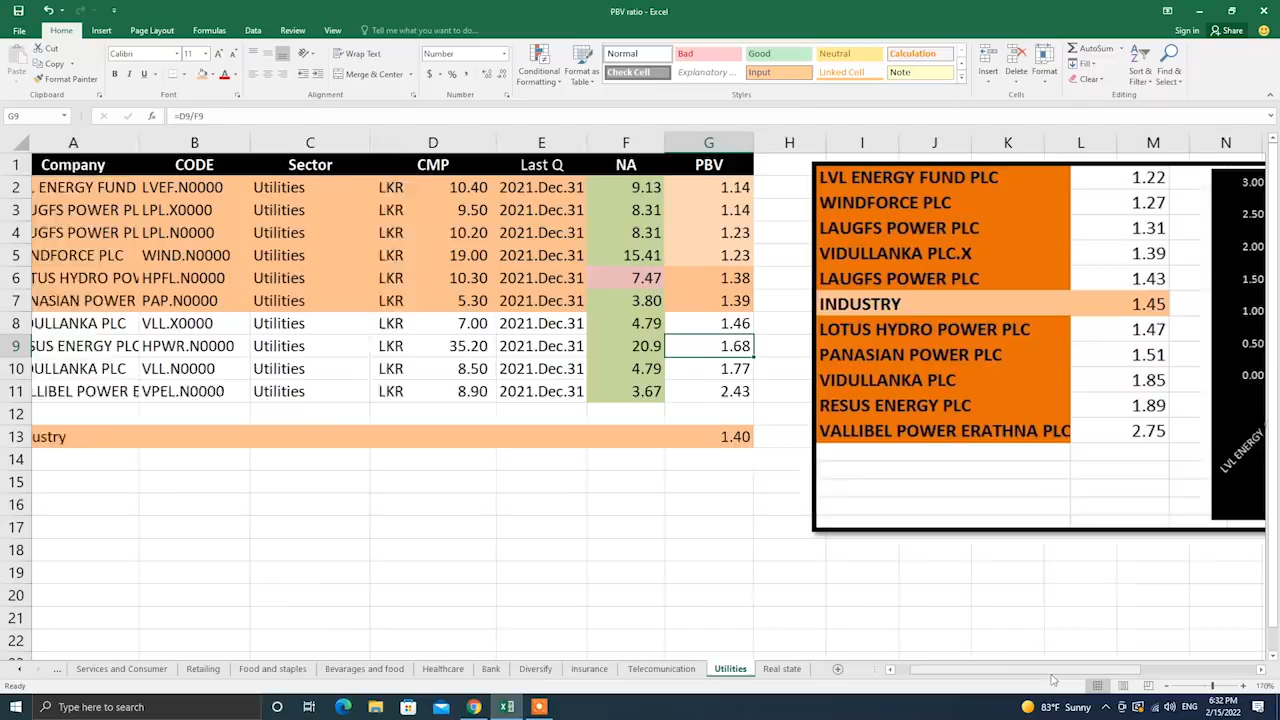 PBV ratio - Excel
Sign in Share
File Home Insert Page Layout Formulas Data Review View Tell me what you want to do...
Paste Cut Copy Format Painter Clipboard
Calibri 11 Font
Wrap Text Merge & Center Alignment
Number Number
Conditional Formatting Format as Table
Normal Bad Good Neutral Calculation
Check Cell Explanatory ... Input Linked Cell Note
Styles
Insert Delete Format Cells
AutoSum Fill Clear Sort & Filter Find & Select Editing
G9 =D9/F9
A B C D E F G H I J K L M N
1 Company CODE Sector CMP Last Q NA PBV
2 ENERGY FUND LVEF.N0000 Utilities LKR 10.40 2021.Dec.31 9.13 1.14
3 UGFS POWER PL LPL.X0000 Utilities LKR 9.50 2021.Dec.31 8.31 1.14
4 UGFS POWER PL LPL.N0000 Utilities LKR 10.20 2021.Dec.31 8.31 1.23
5 NDFORCE PLC WIND.N0000 Utilities LKR 19.00 2021.Dec.31 15.41 1.23
6 TUS HYDRO POW HPFL.N0000 Utilities LKR 10.30 2021.Dec.31 7.47 1.38
7 NASIAN POWER PAP.N0000 Utilities LKR 5.30 2021.Dec.31 3.80 1.39
8 ULLANKA PLC VLL.X0000 Utilities LKR 7.00 2021.Dec.31 4.79 1.46
9 SUS ENERGY PLC HPWR.N0000 Utilities LKR 35.20 2021.Dec.31 20.9 1.68
10 ULLANKA PLC VLL.N0000 Utilities LKR 8.50 2021.Dec.31 4.79 1.77
11 LLIBEL POWER E VPEL.N0000 Utilities LKR 8.90 2021.Dec.31 3.67 2.43
12
13 ustry 1.40
14
15
16
17
18
19
20
21
22
LVL ENERGY FUND PLC 1.22
WINDFORCE PLC 1.27
LAUGFS POWER PLC 1.31
VIDULLANKA PLC.X 1.39
LAUGFS POWER PLC 1.43
INDUSTRY 1.45
LOTUS HYDRO POWER PLC 1.47
PANASIAN POWER PLC 1.51
VIDULLANKA PLC 1.85
RESUS ENERGY PLC 1.89
VALLIBEL POWER ERATHNA PLC 2.75
3.00
2.50
2.00
1.50
1.00
0.50
0.00
LVL ENERGY
... Services and Consumer Retailing Food and staples Bevarages and food Healthcare Bank Diversify insurance Telecomunication Utilities Real state
Ready 170%
Type here to search 83°F Sunny 6:32 PM
2/15/2022